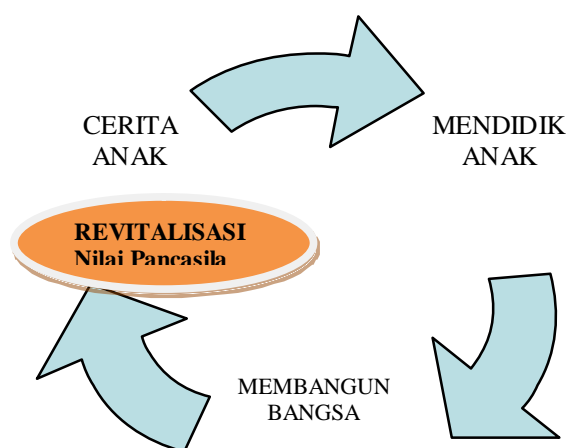 CERITA
ANAK
MENDIDIK
ANAK
REVITALISASI
Nilai Pancasila
MEMBANGUN
BANGSA